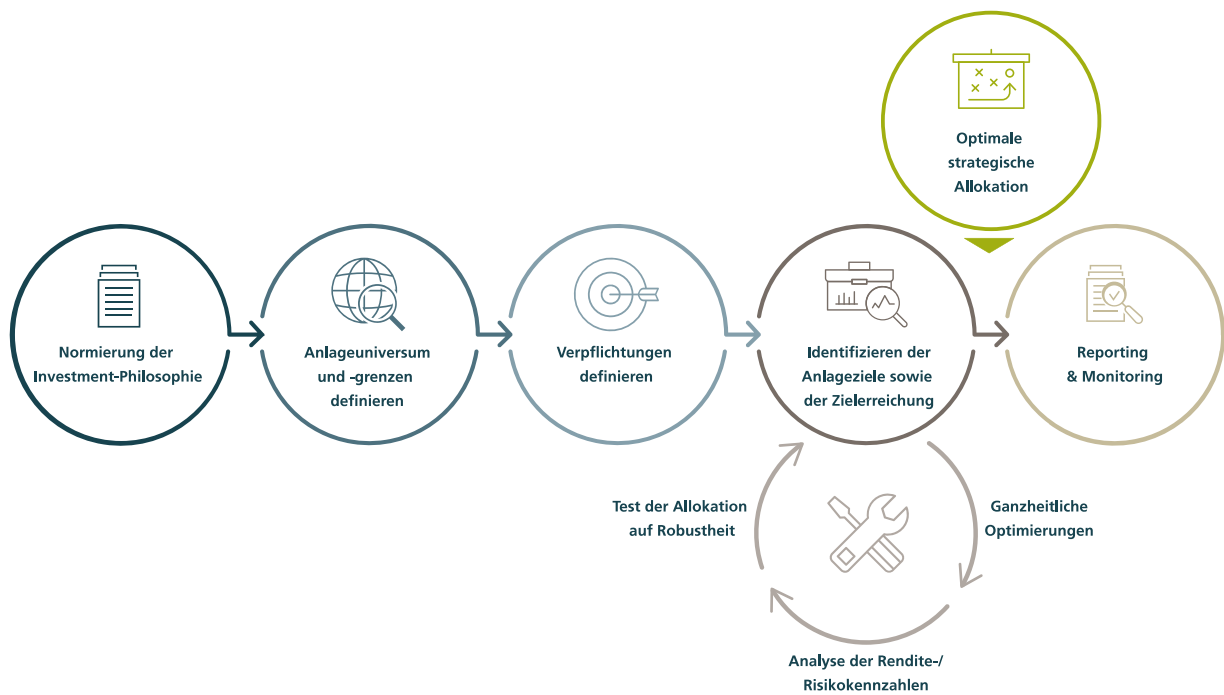 Optimale
strategische
Allokation
Normierung der
Investment-Philosophie
Anlageuniversum
und -grenzen
definieren
Verpflichtungen
definieren
Identifizieren der
Anlageziele sowie
der Zielerreichung
Reporting
& Monitoring
Test der Allokation
auf Robustheit
Ganzheitliche
Optimierungen
Analyse der Rendite-/
Risikokennzahlen